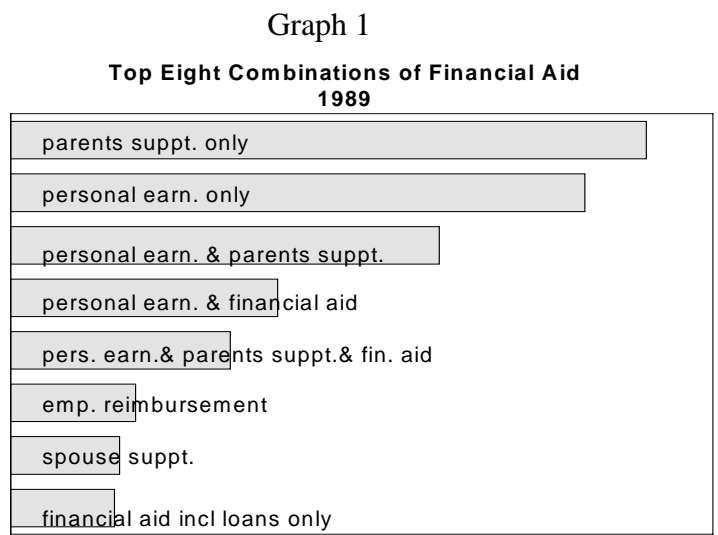 Graph 1
Top Eight Combinations of Financial Aid
1989
parents suppt. only
personal earn. only
personal earn. & parents suppt.
personal earn. & financial aid
pers. earn.& parents suppt.& fin. aid
emp. reimbursement
spouse suppt.
financial aid incl loans only